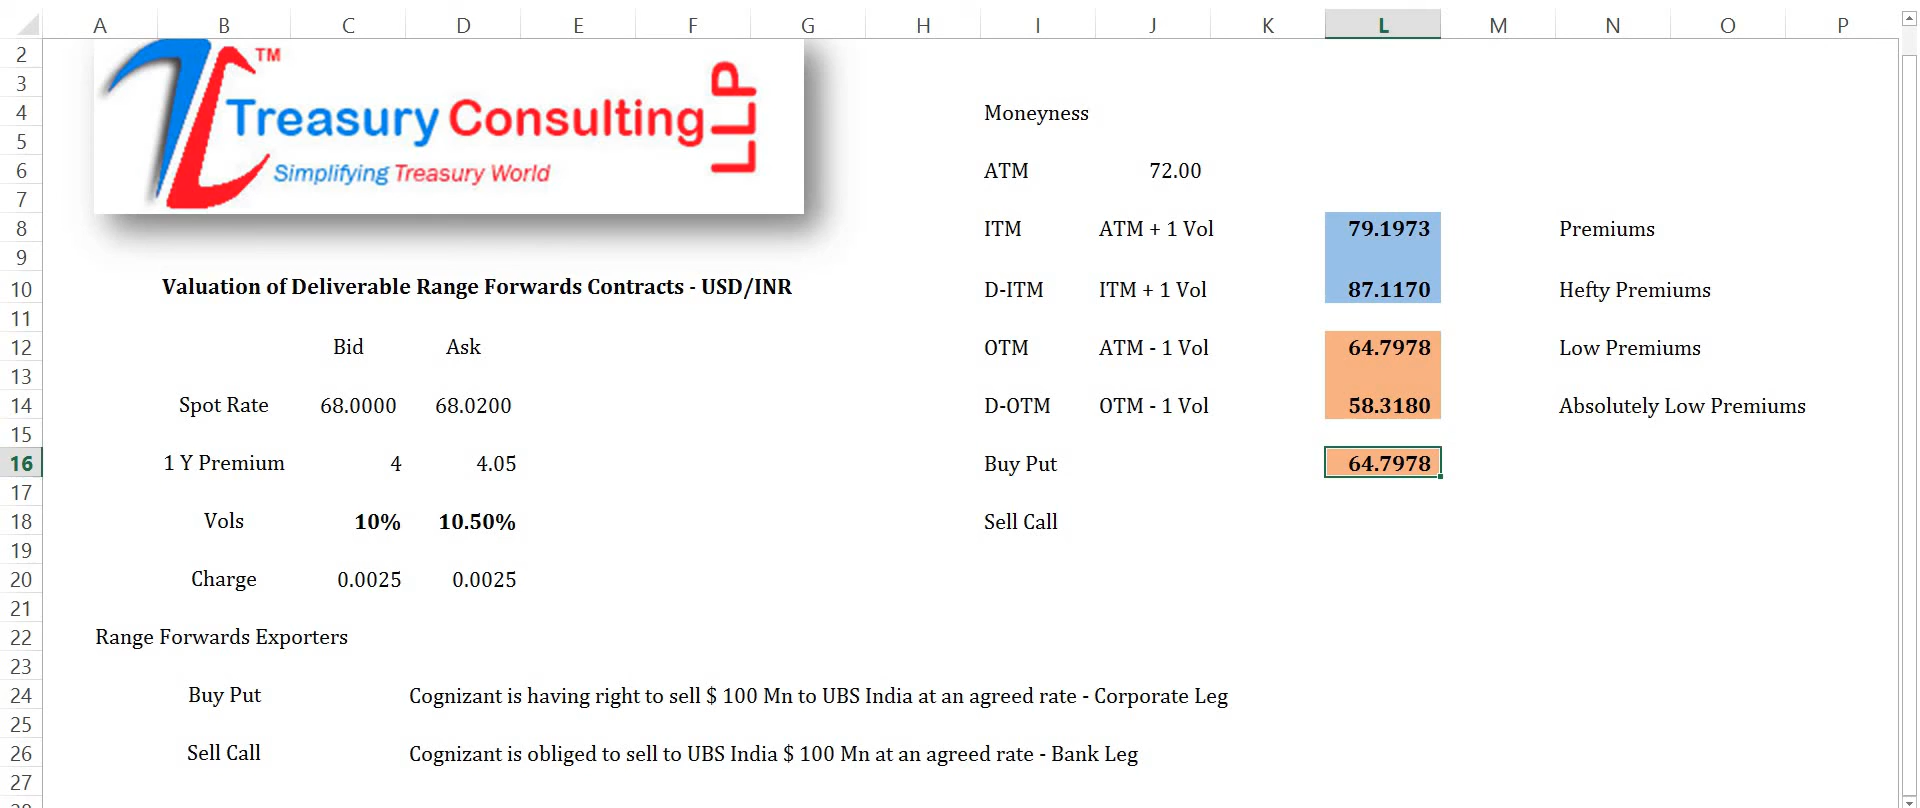 A B C D E F G H I J K L M N O P
2
TM
3
4 Treasury Consulting LLP Moneyness
5
6 Simplifying Treasury World ATM 72.00
7
8 ITM ATM + 1 Vol 79.1973 Premiums
9
10 Valuation of Deliverable Range Forwards Contracts - USD/INR D-ITM ITM + 1 Vol 87.1170 Hefty Premiums
11
12 Bid Ask OTM ATM - 1 Vol 64.7978 Low Premiums
13
14 Spot Rate 68.0000 68.0200 D-OTM OTM - 1 Vol 58.3180 Absolutely Low Premiums
15
16 1 Y Premium 4 4.05 Buy Put 64.7978
17
18 Vols 10% 10.50% Sell Call
19
20 Charge 0.0025 0.0025
21
22 Range Forwards Exporters
23
24 Buy Put Cognizant is having right to sell $ 100 Mn to UBS India at an agreed rate - Corporate Leg
25
26 Sell Call Cognizant is obliged to sell to UBS India $ 100 Mn at an agreed rate - Bank Leg
27